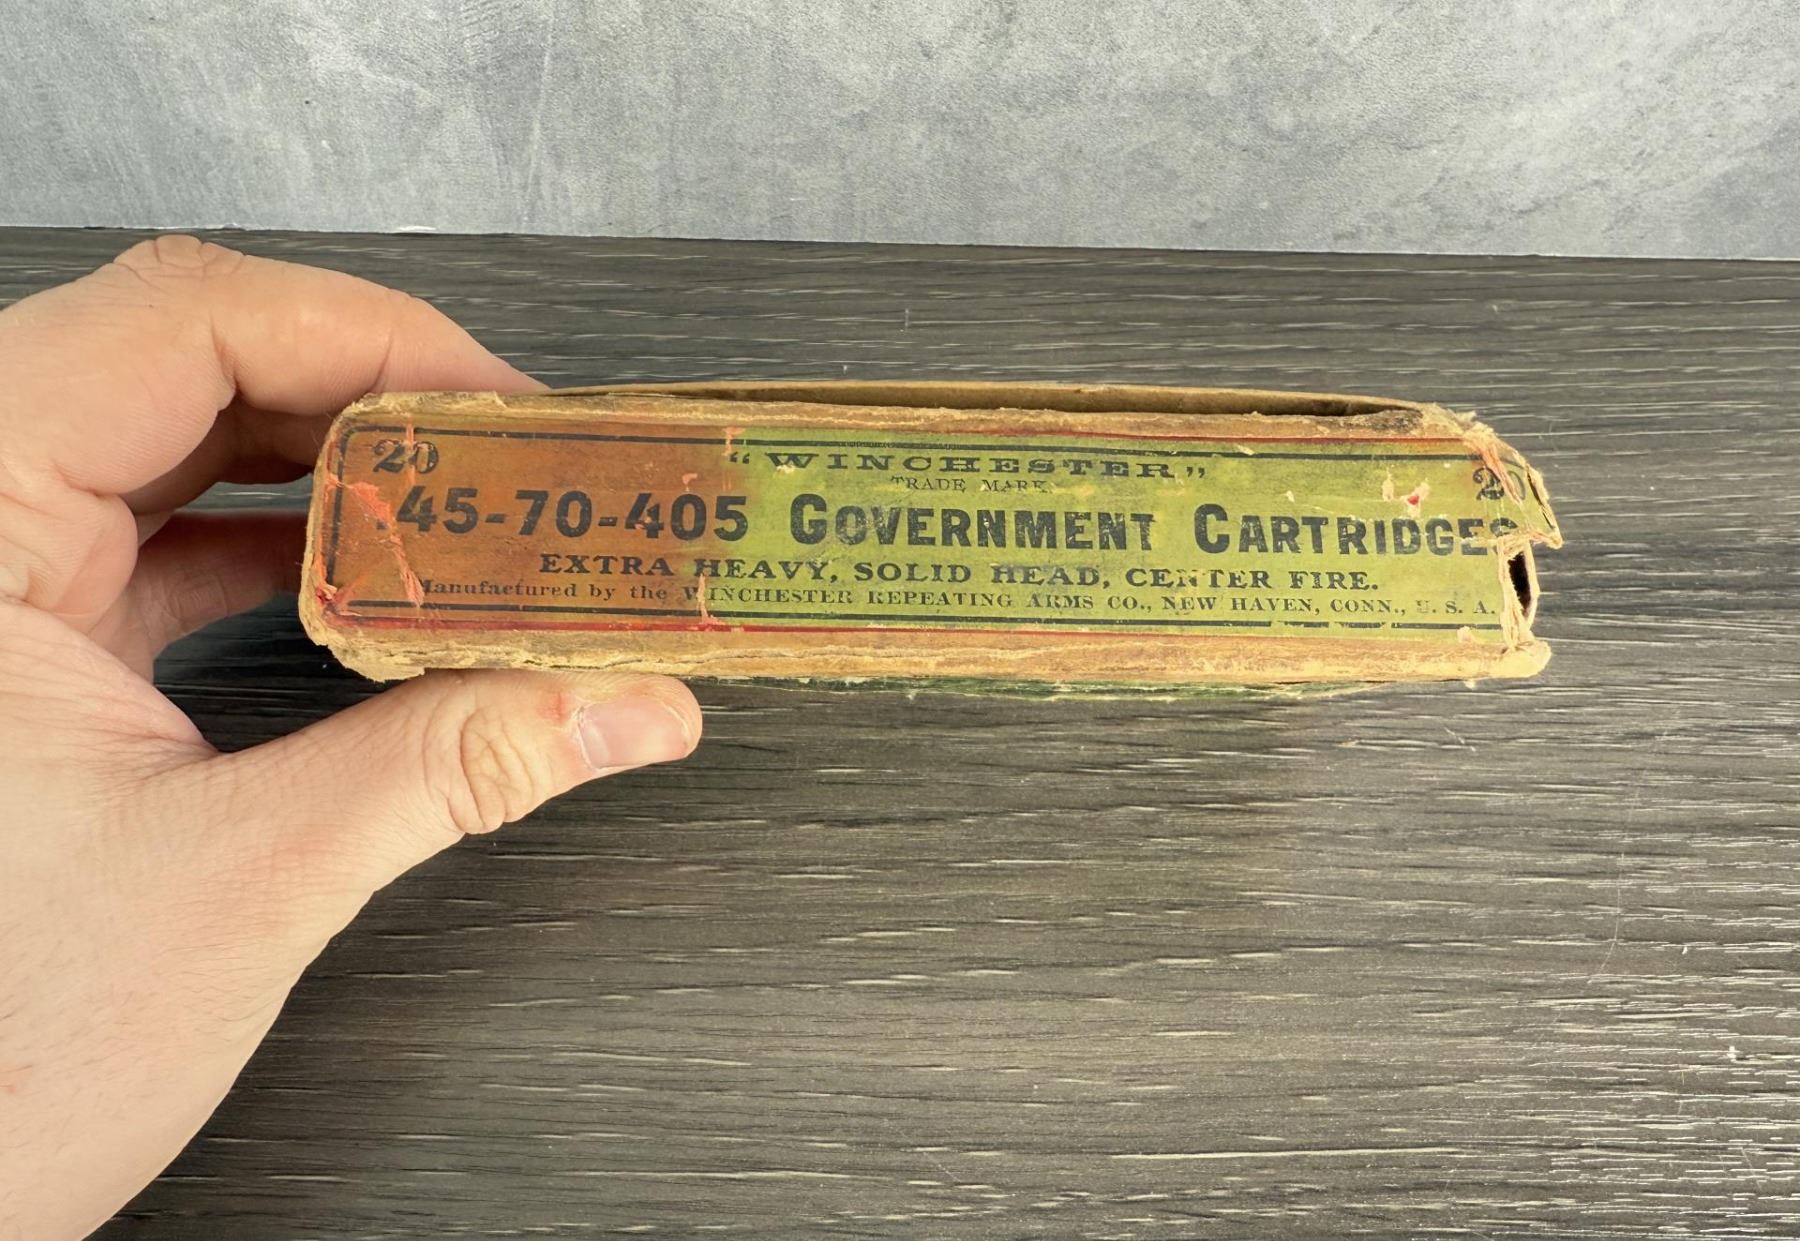 20 "WINCHESTER" 20
TRADE MARK
.45-70-405 GOVERNMENT CARTRIDGES
EXTRA HEAVY, SOLID HEAD, CENTER FIRE.
Manufactured by the WINCHESTER REPEATING ARMS CO., NEW HAVEN, CONN., U. S. A.